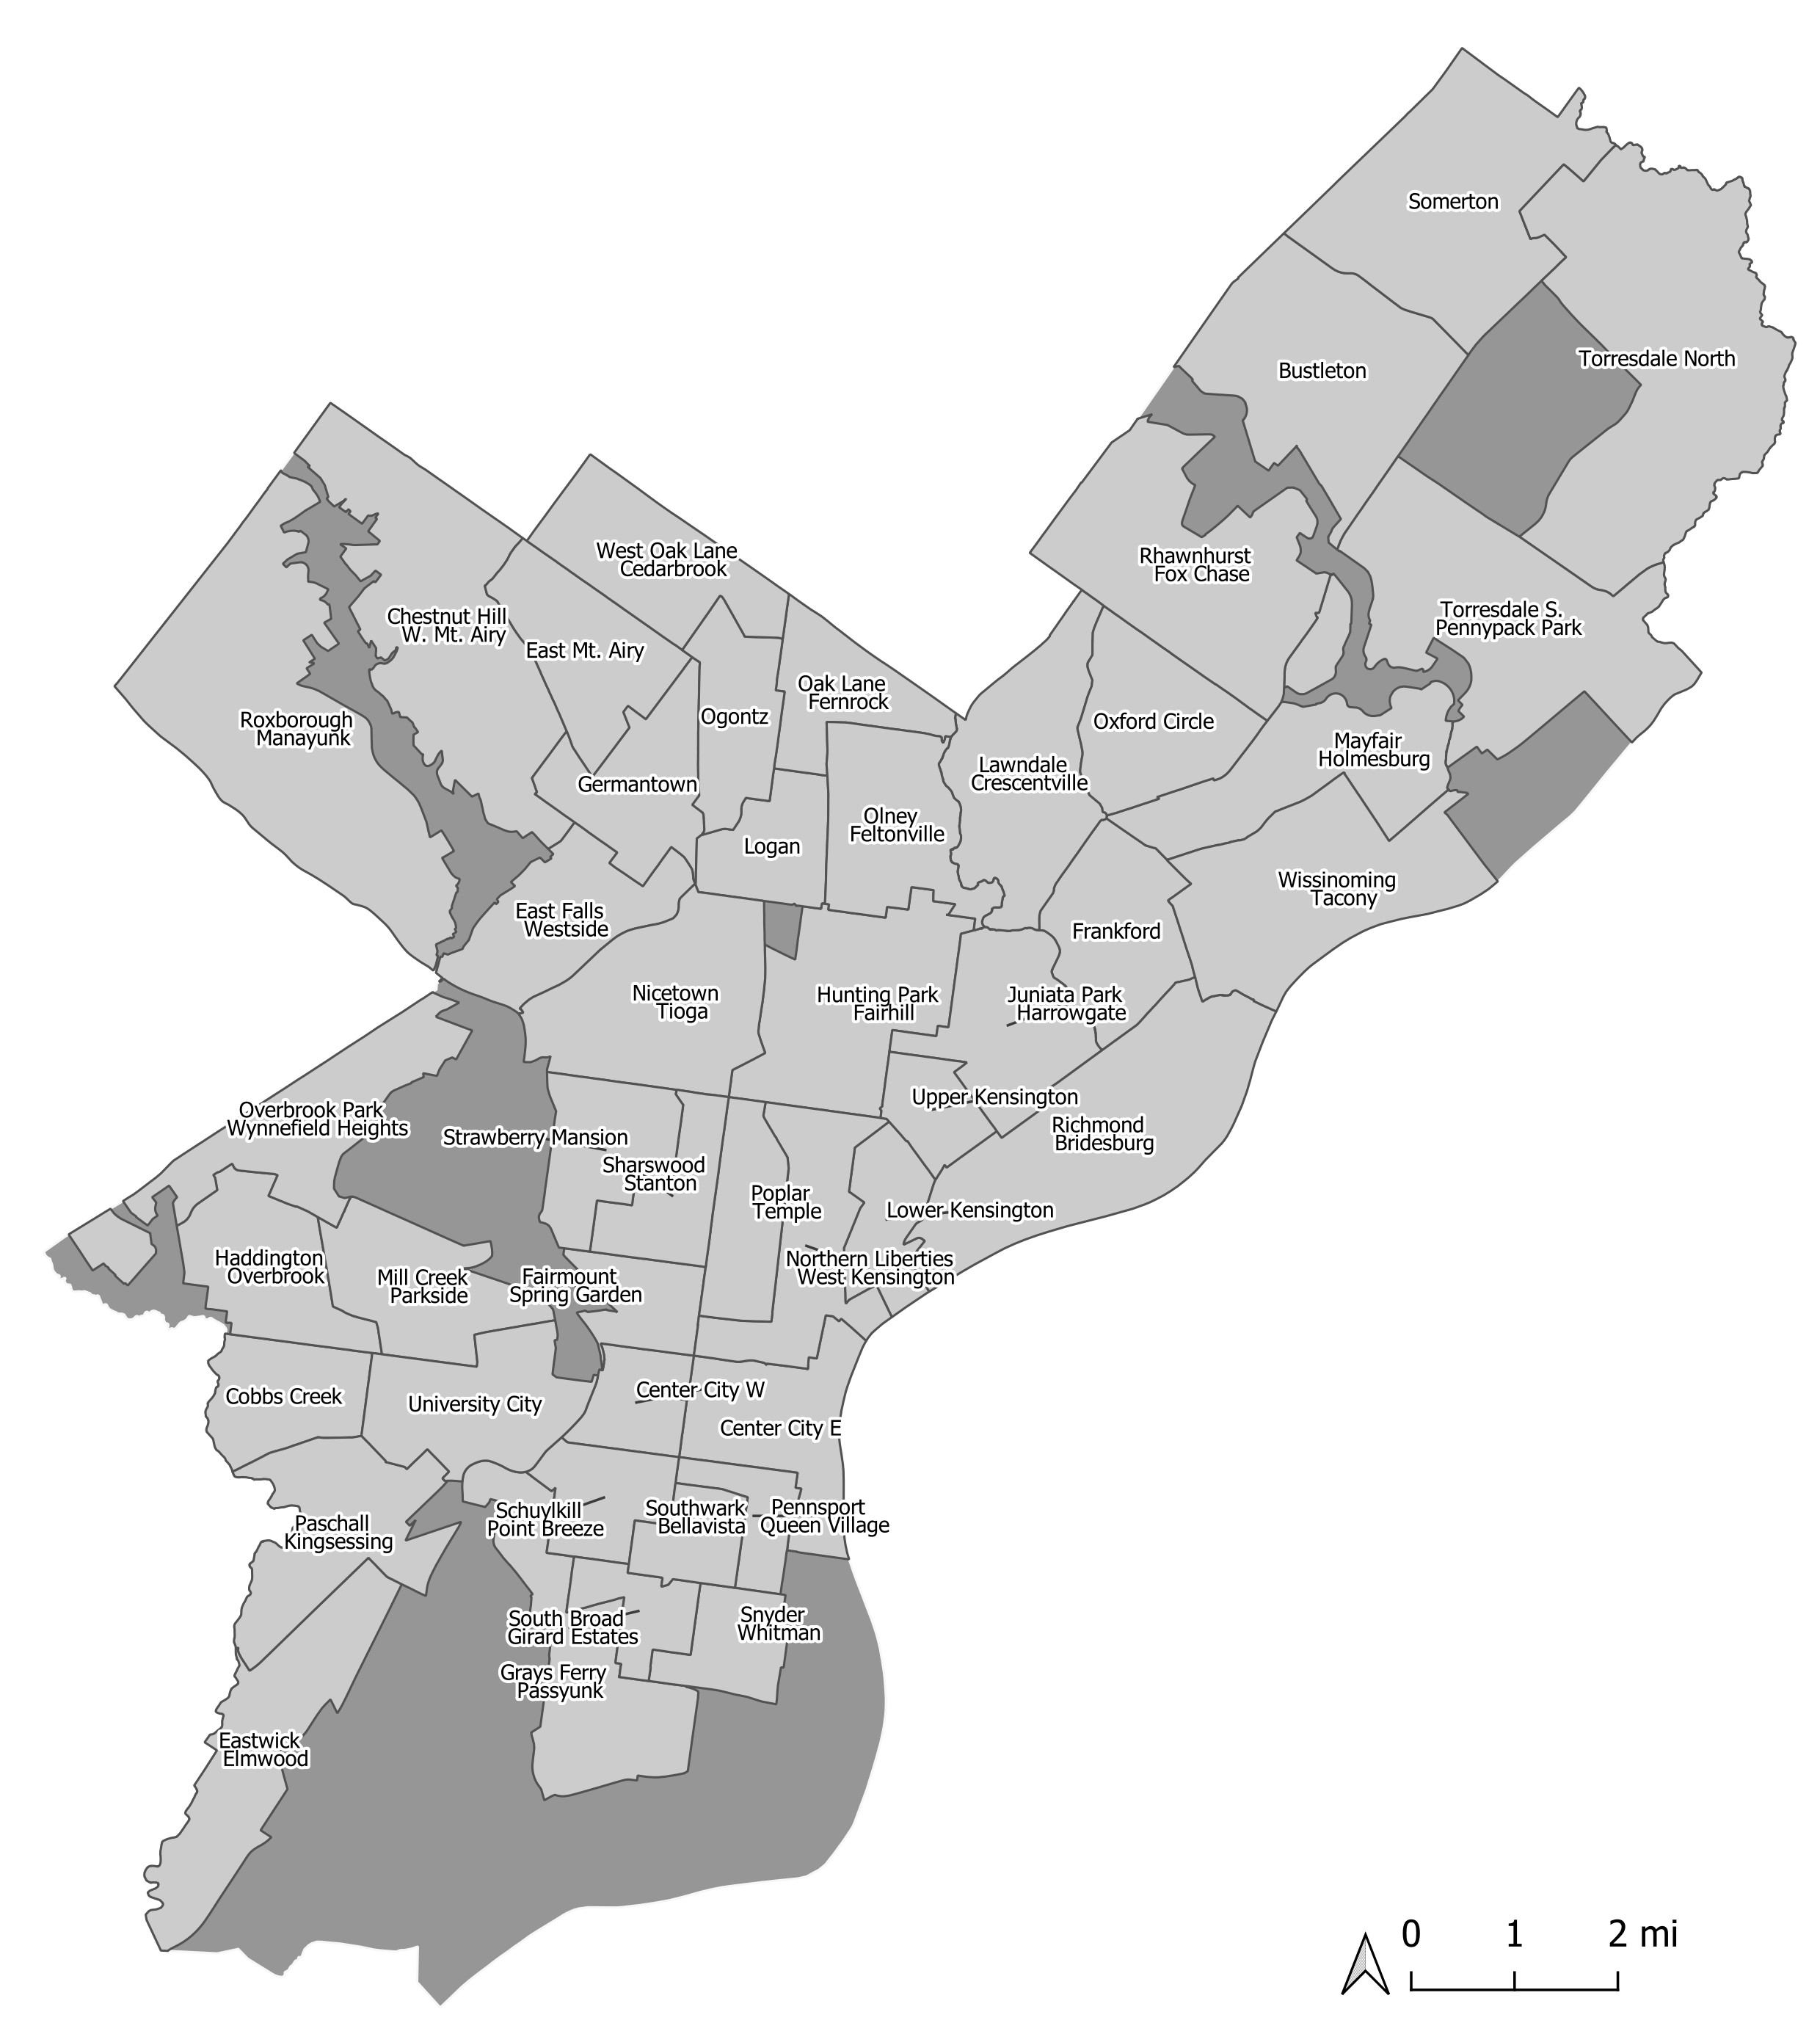 Somerton
Torresdale North
Bustleton
West Oak Lane
Cedarbrook
Rhawnhurst
Fox Chase
Chestnut Hill
W. Mt. Airy
East Mt. Airy
Torresdale S.
Pennypack Park
Oak Lane
Fernrock
Ogontz
Roxborough
Manayunk
Oxford Circle
Mayfair
Holmesburg
Lawndale
Crescentville
Germantown
Olney
Feltonville
Logan
Wissinoming
Tacony
East Falls
Westside
Frankford
Nicetown
Tioga
Hunting Park
Fairhill
Juniata Park
Harrowgate
Upper Kensington
Overbrook Park
Wynnefield Heights
Strawberry Mansion
Richmond
Bridesburg
Sharswood
Stanton
Poplar
Temple
Lower Kensington
Haddington
Overbrook
Mill Creek
Parkside
Fairmount
Spring Garden
Northern Liberties
West Kensington
Cobbs Creek
University City
Center City W
Center City E
Paschall
Kingsessing
Schuylkill
Point Breeze
Southwark
Bellavista
Pennsport
Queen Village
South Broad
Girard Estates
Snyder
Whitman
Grays Ferry
Passyunk
Eastwick
Elmwood
0 1 2 mi